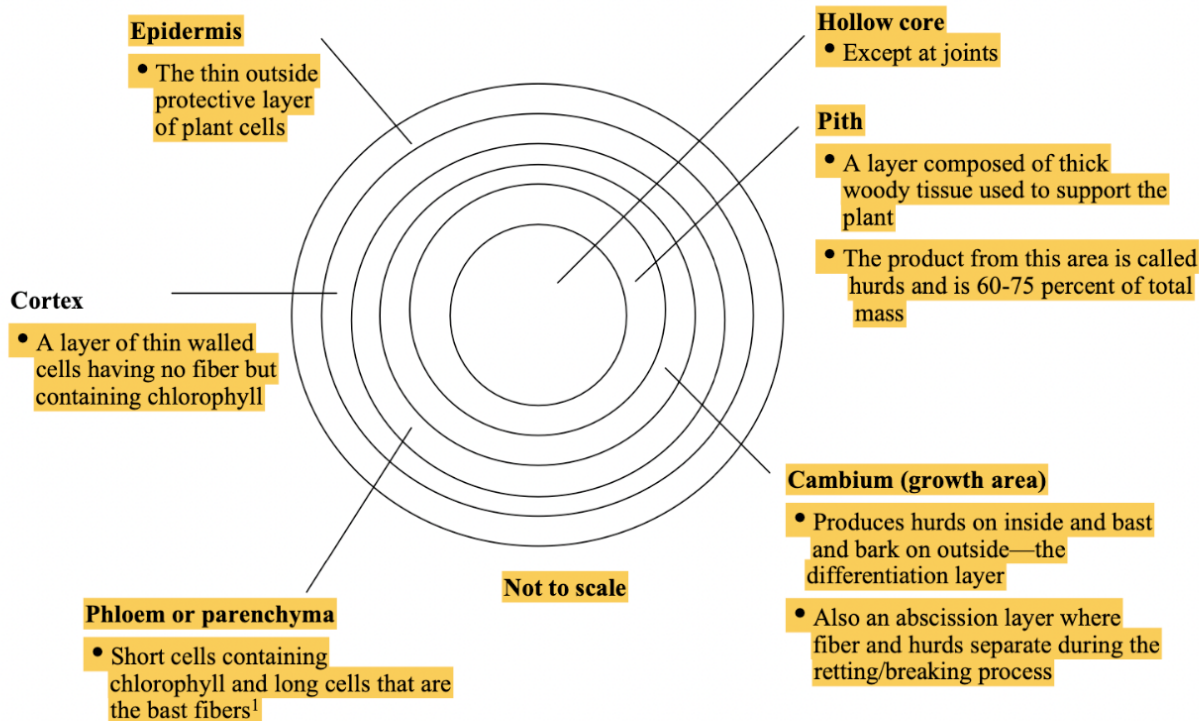 Epidermis
• The thin outside
protective layer
of plant cells
Hollow core
• Except at joints
Pith
• A layer composed of thick
woody tissue used to support the
plant
• The product from this area is called
hurds and is 60-75 percent of total
mass
Cortex
• A layer of thin walled
cells having no fiber but
containing chlorophyll
Cambium (growth area)
• Produces hurds on inside and bast
and bark on outside—the
differentiation layer
• Also an abscission layer where
fiber and hurds separate during the
retting/breaking process
Not to scale
Phloem or parenchyma
• Short cells containing
chlorophyll and long cells that are
the bast fibers¹